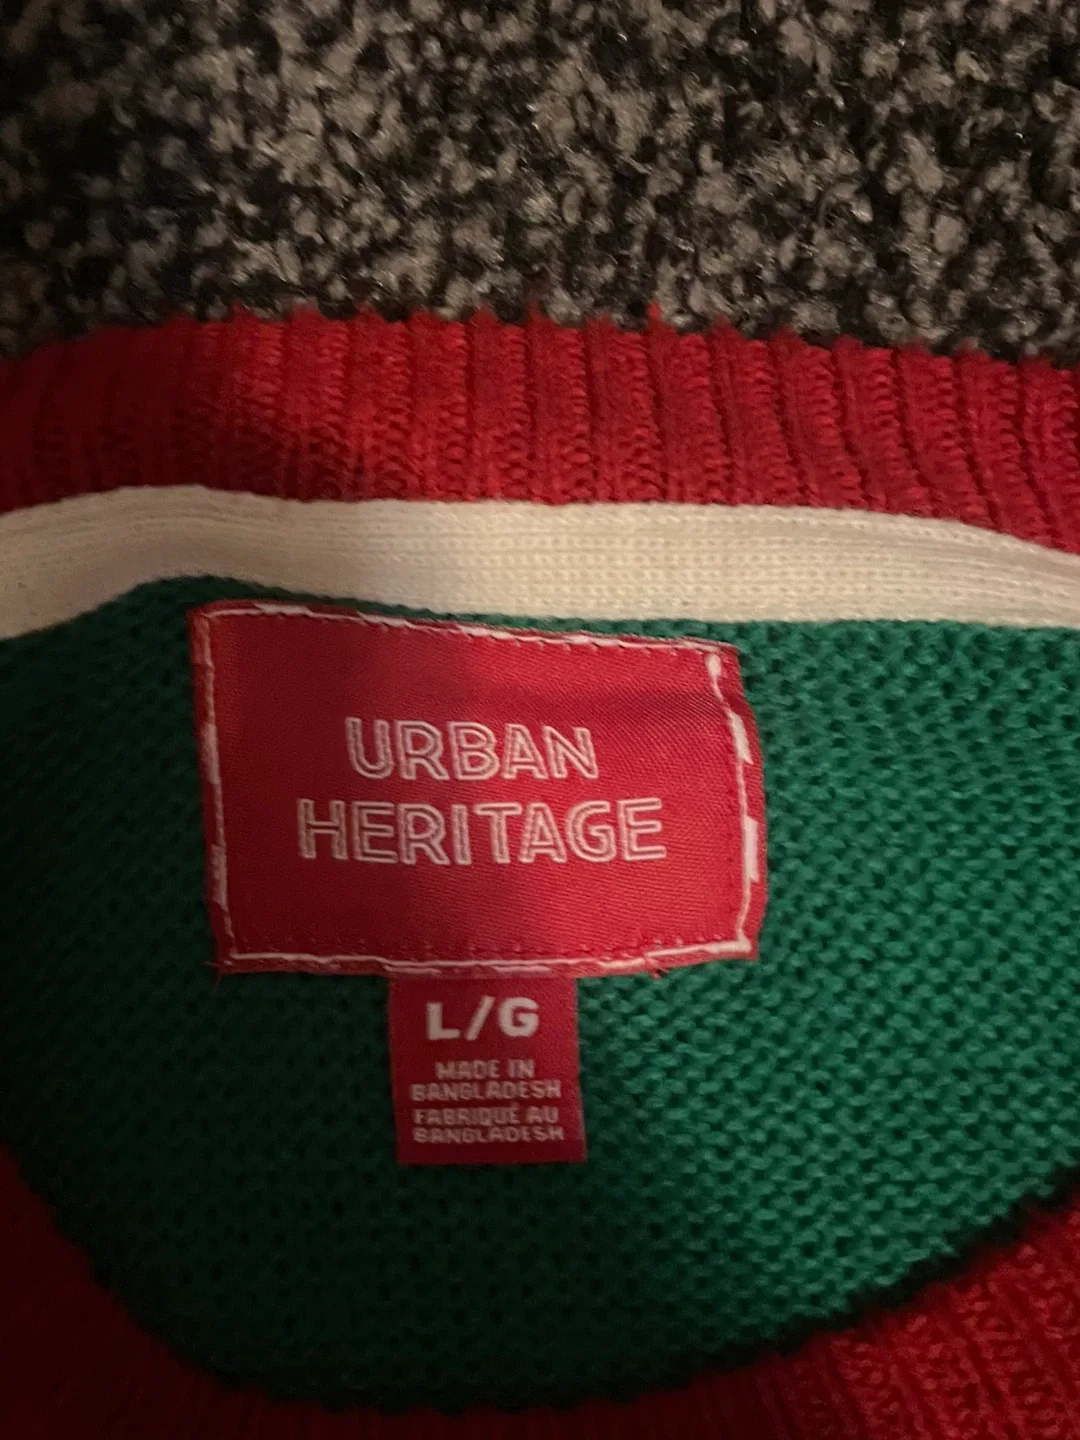 URBAN
HERITAGE
L/G
MADE IN
BANGLADESH
FABRIQUÉ AU
BANGLADESH